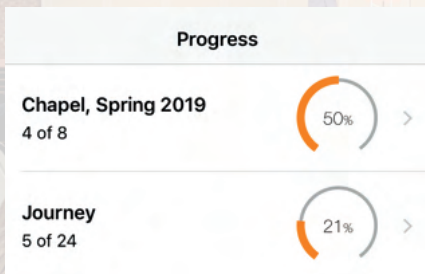 Progress
Chapel, Spring 2019
4 of 8
50%
Journey
5 of 24
21%